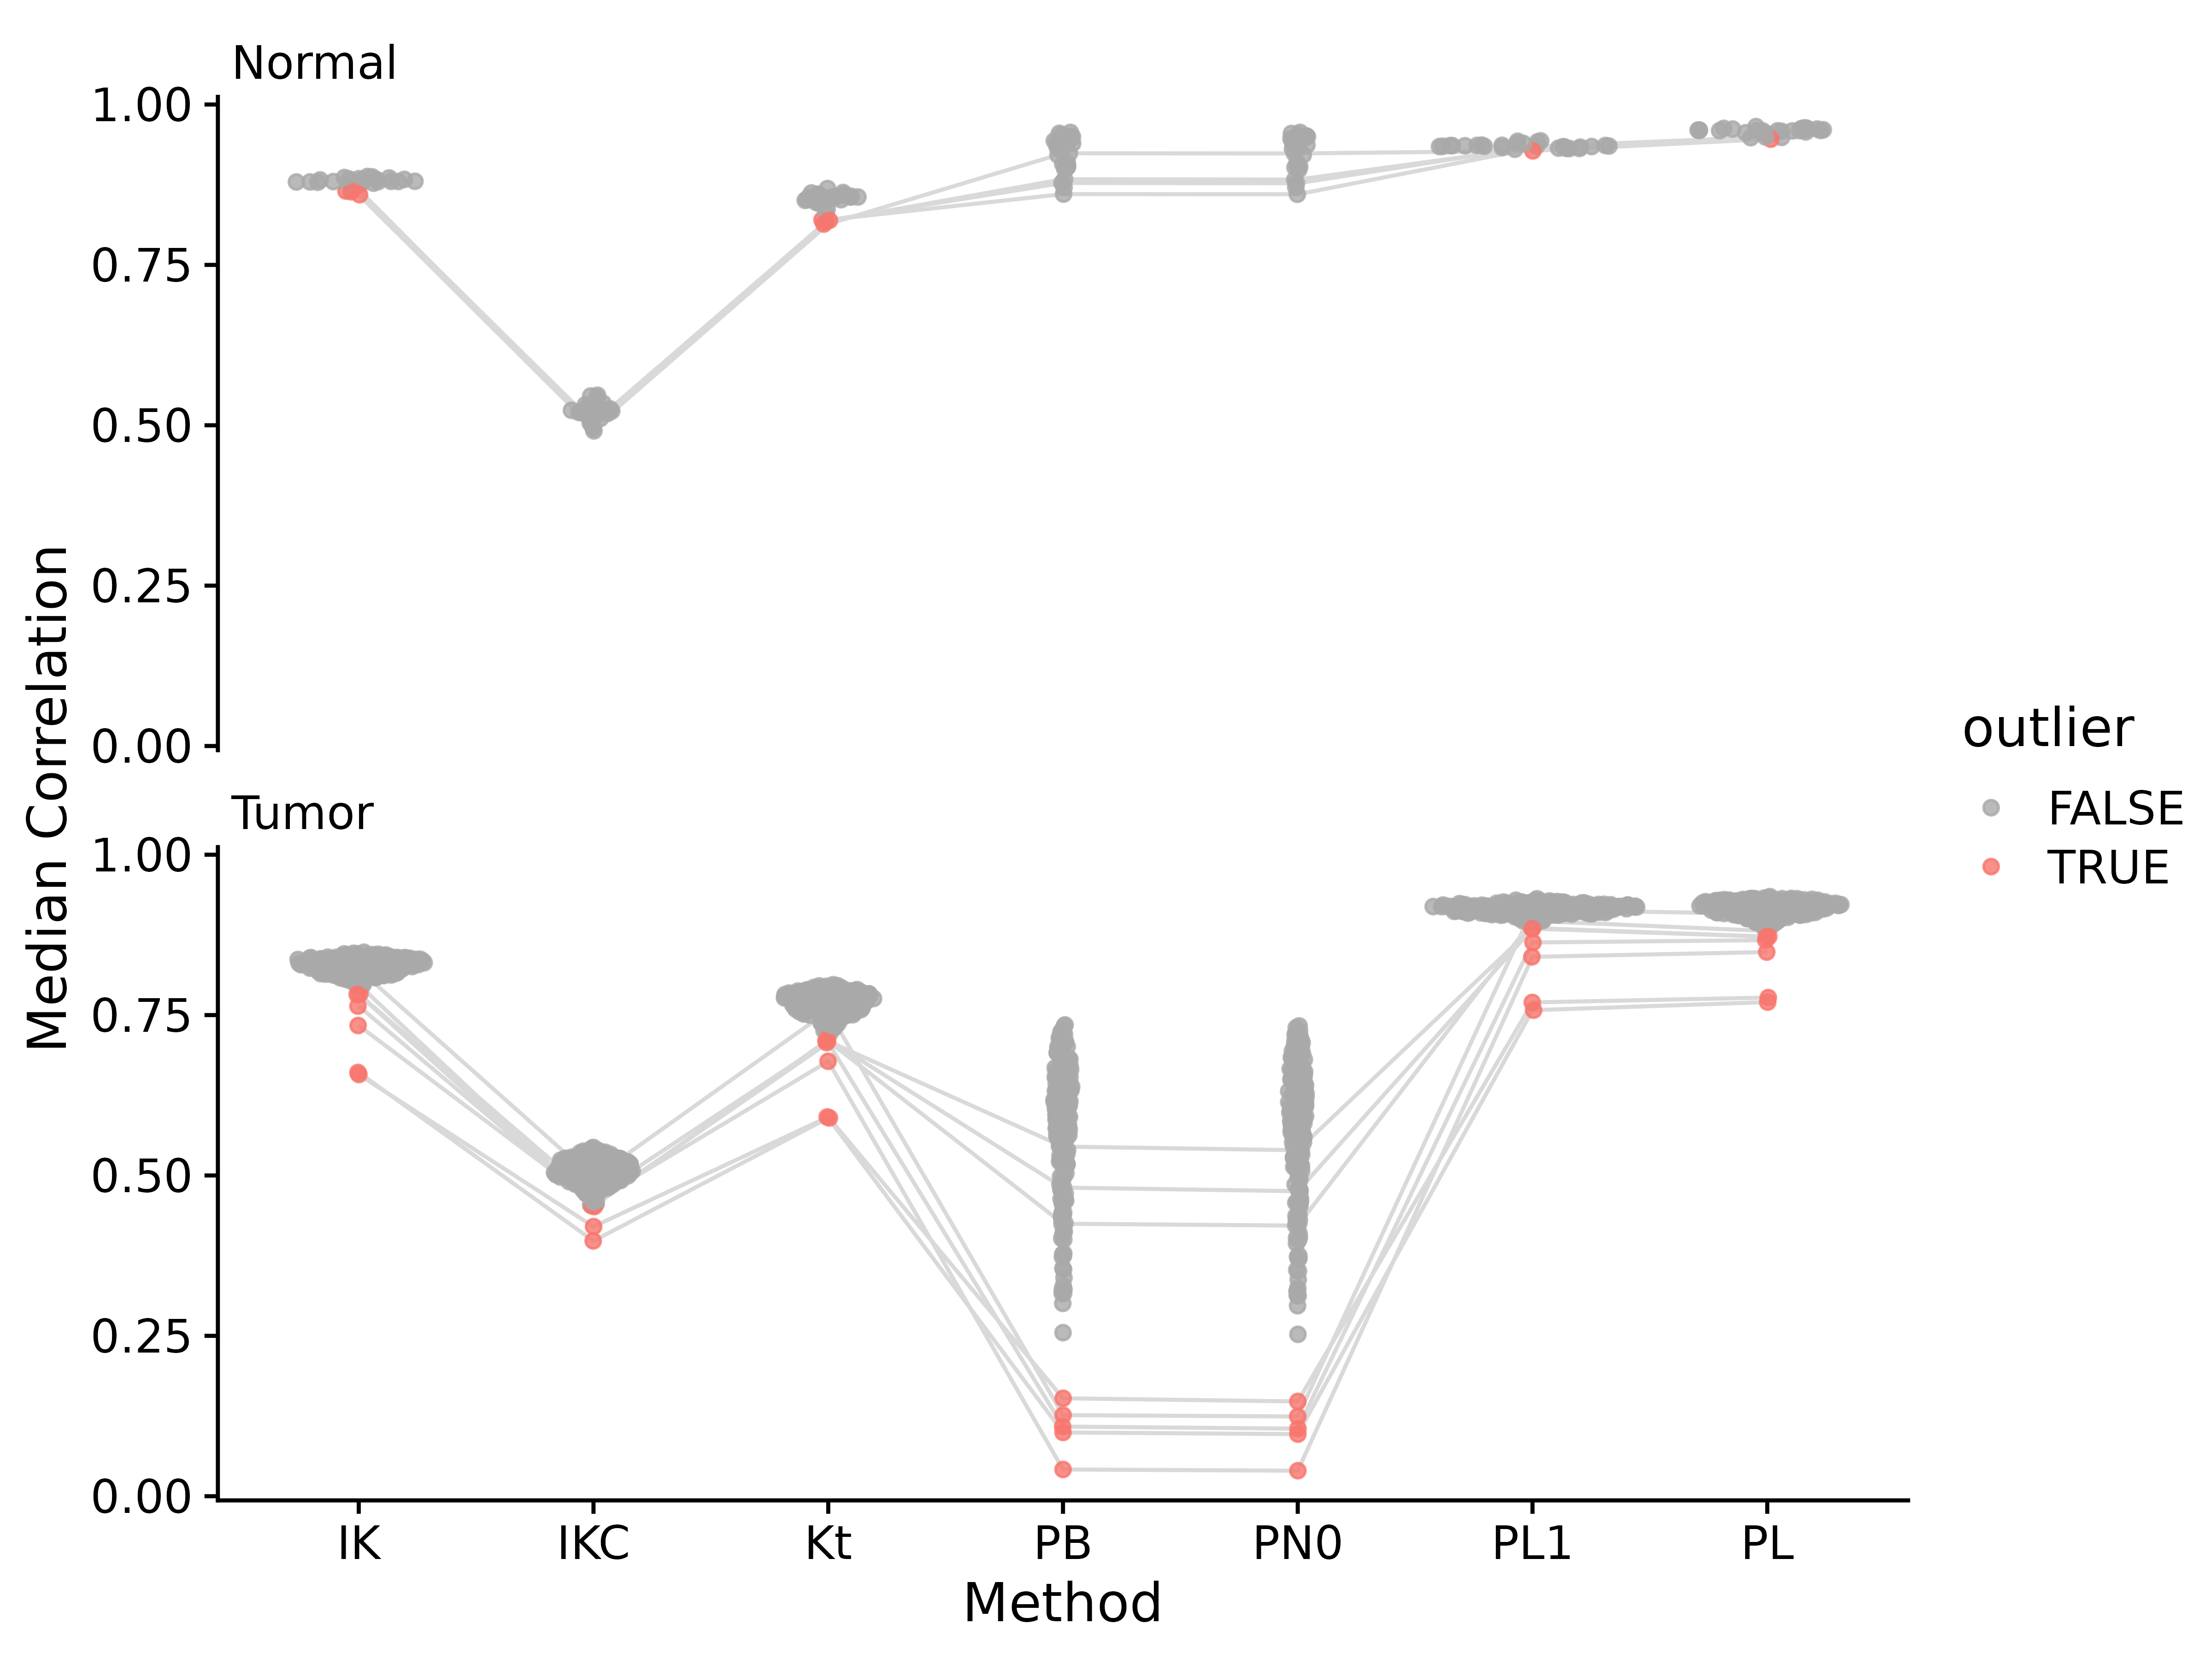 Normal
1.00
0.75
0.50
0.25
0.00
Median Correlation
Tumor
1.00
0.75
0.50
0.25
0.00
IK IKC Kt PB PN0 PL1 PL
Method
outlier
FALSE
TRUE